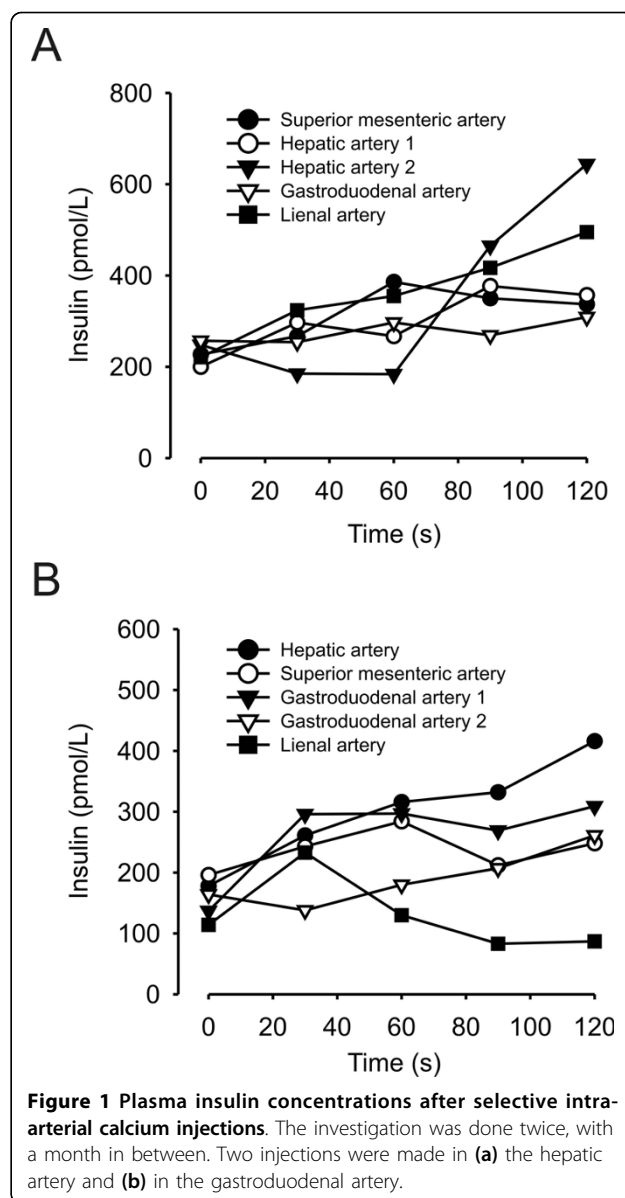 A
800
600
400
200
0
Insulin (pmol/L)
Superior mesenteric artery
Hepatic artery 1
Hepatic artery 2
Gastroduodenal artery
Lienal artery
0 20 40 60 80 100 120
Time (s)
B
600
500
400
300
200
100
0
Insulin (pmol/L)
Hepatic artery
Superior mesenteric artery
Gastroduodenal artery 1
Gastroduodenal artery 2
Lienal artery
0 20 40 60 80 100 120
Time (s)
Figure 1 Plasma insulin concentrations after selective intra-
arterial calcium injections. The investigation was done twice, with
a month in between. Two injections were made in (a) the hepatic
artery and (b) in the gastroduodenal artery.